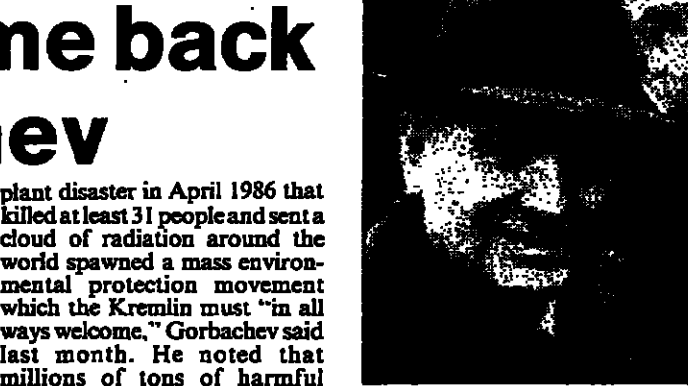 me back
ev
plant disaster in April 1986 that
killed at least 31 people and sent a
cloud of radiation around the
world spawned a mass environ-
mental protection movement
which the Kremlin must "in all
ways welcome," Gorbachev said
last month. He noted that
millions of tons of harmful